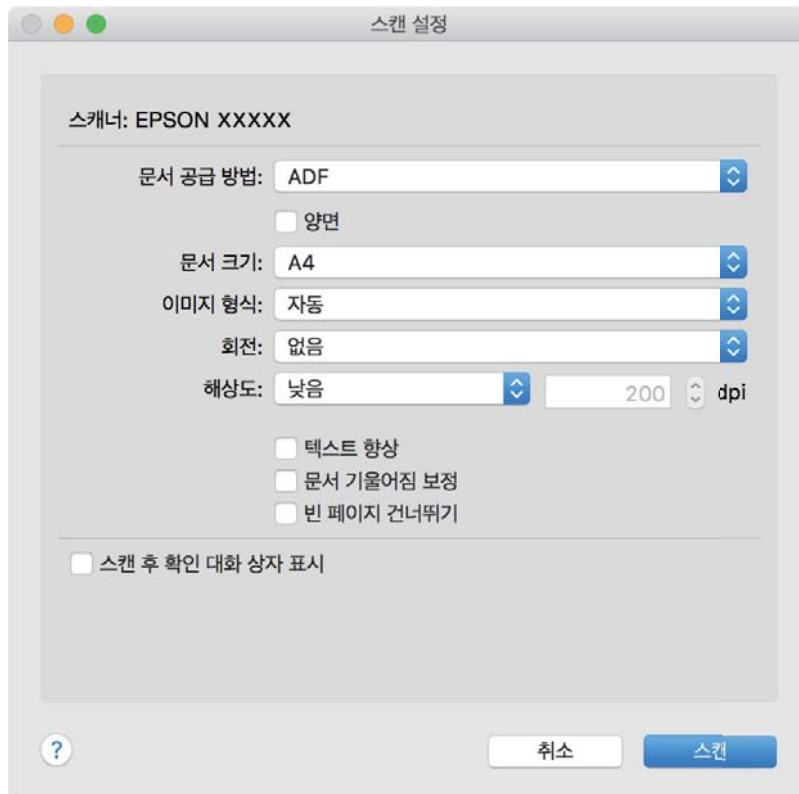 스캔 설정
스캐너: EPSON XXXXX
문서 공급 방법: ADF
양면
문서 크기: A4
이미지 형식: 자동
회전: 없음
해상도: 낮음 200 dpi
텍스트 향상
문서 기울어짐 보정
빈 페이지 건너뛰기
스캔 후 확인 대화 상자 표시
? 취소 스캔